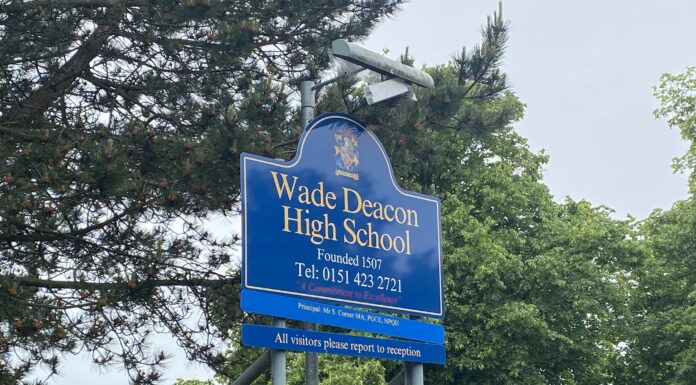 Wade Deacon
High School
Founded 1507
Tel: 0151 423 2721
"A Commitment to Excellence"
Principal: Mr S. Corner MA, PGCE, NPQH
All visitors please report to reception